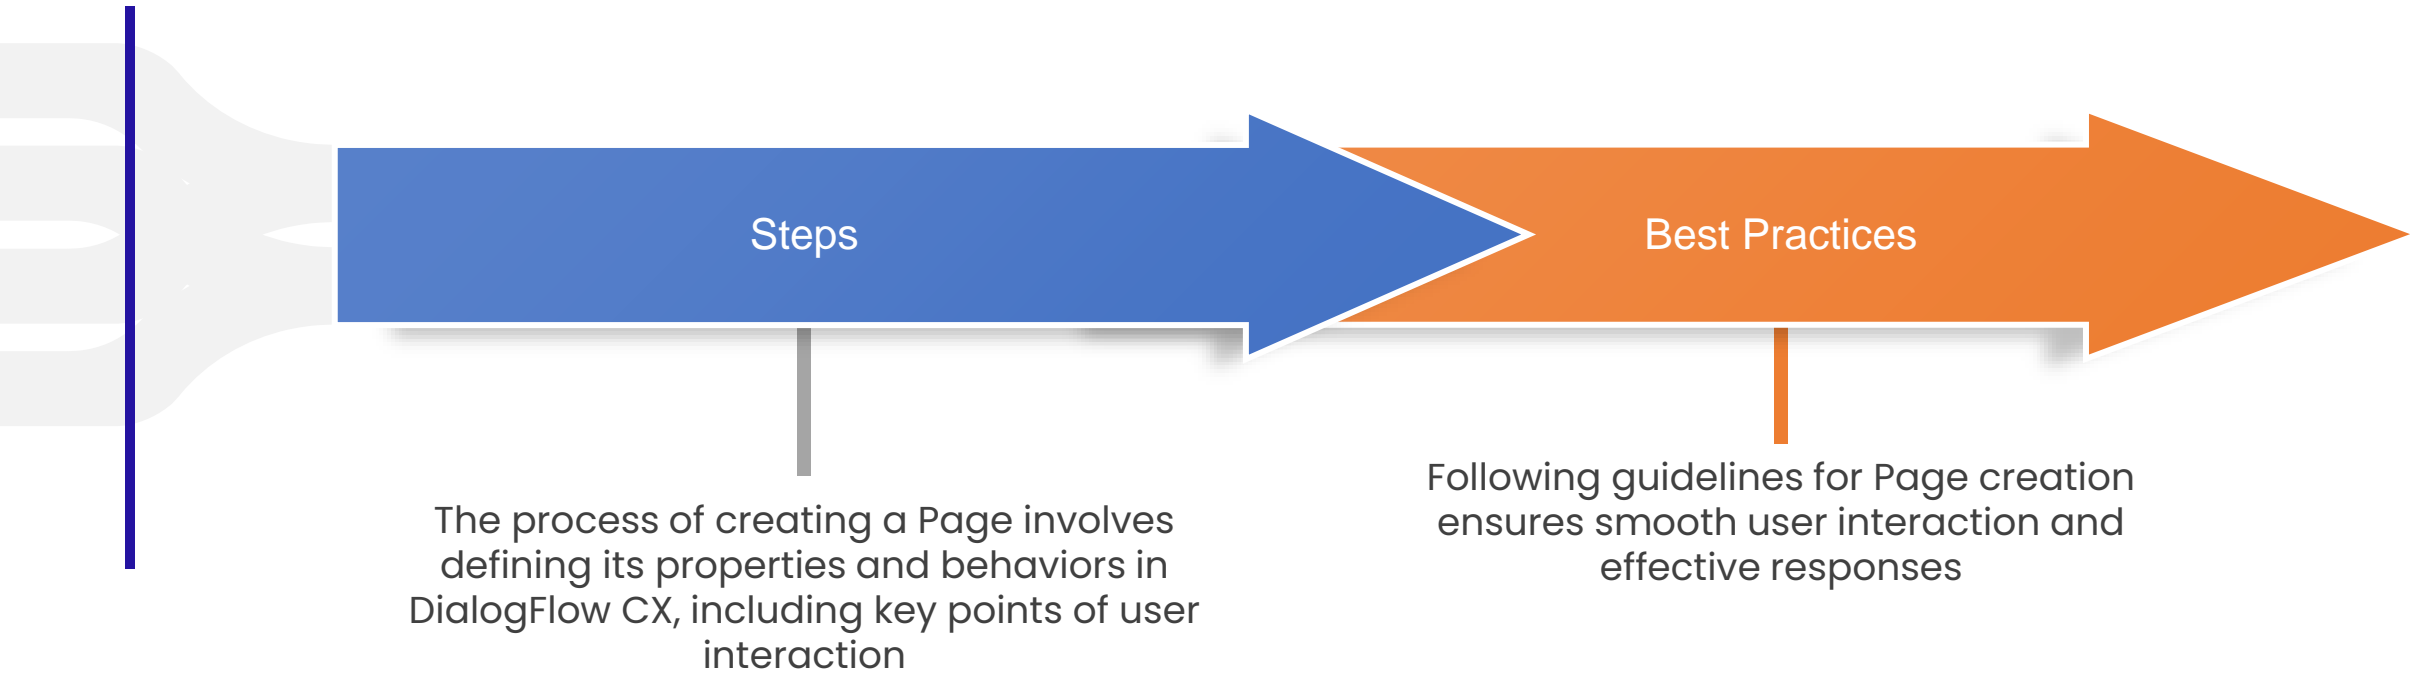 Steps
Best Practices
The process of creating a Page involves
defining its properties and behaviors in
DialogFlow CX, including key points of user
interaction
Following guidelines for Page creation
ensures smooth user interaction and
effective responses